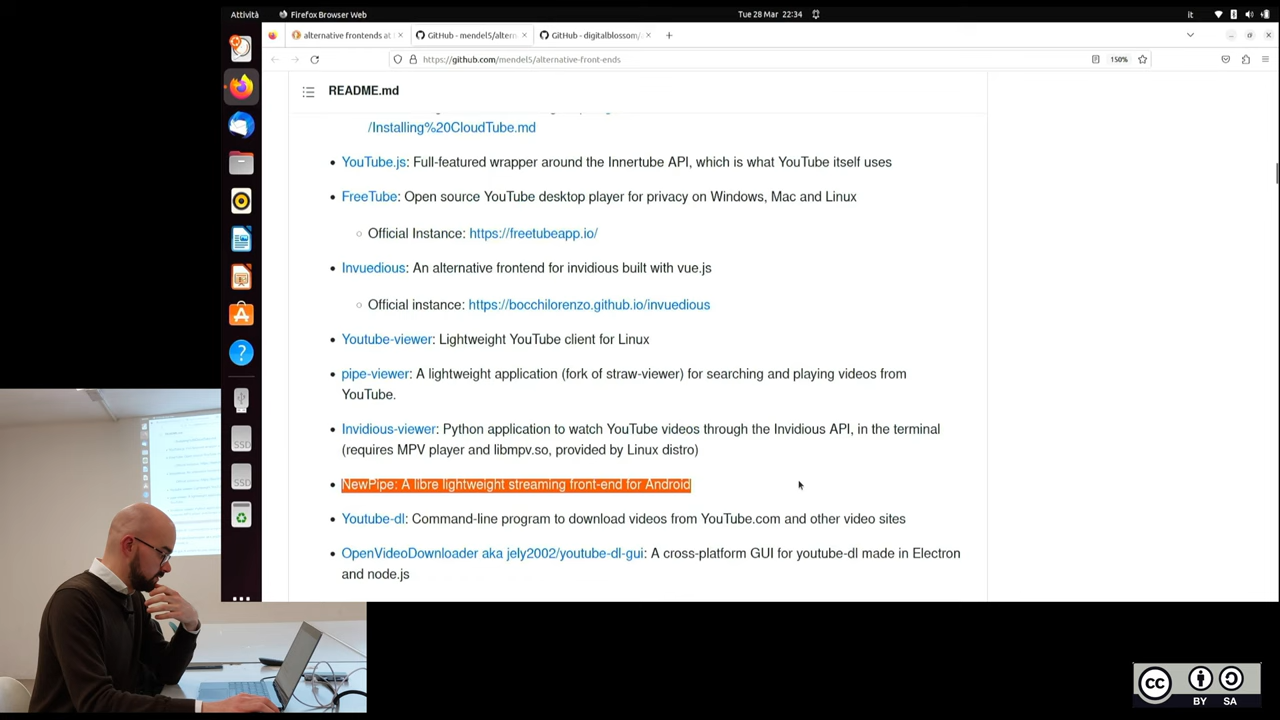 Attività
Firefox Browser Web
Tue 28 Mar 22:34
it
alternative frontends at
GitHub - mendel5/altern
GitHub - digitalblossom/
https://github.com/mendel5/alternative-front-ends
150%
README.md
/Installing%20CloudTube.md
YouTube.js: Full-featured wrapper around the Innertube API, which is what YouTube itself uses
FreeTube: Open source YouTube desktop player for privacy on Windows, Mac and Linux
Official Instance: https://freetubeapp.io/
Invuedious: An alternative frontend for invidious built with vue.js
Official instance: https://bocchilorenzo.github.io/invuedious
Youtube-viewer: Lightweight YouTube client for Linux
pipe-viewer: A lightweight application (fork of straw-viewer) for searching and playing videos from
YouTube.
Invidious-viewer: Python application to watch YouTube videos through the Invidious API, in the terminal
(requires MPV player and libmpv.so, provided by Linux distro)
NewPipe: A libre lightweight streaming front-end for Android
Youtube-dl: Command-line program to download videos from YouTube.com and other video sites
OpenVideoDownloader aka jely2002/youtube-dl-gui: A cross-platform GUI for youtube-dl made in Electron
and node.js
SSD
SSD
CC
BY SA